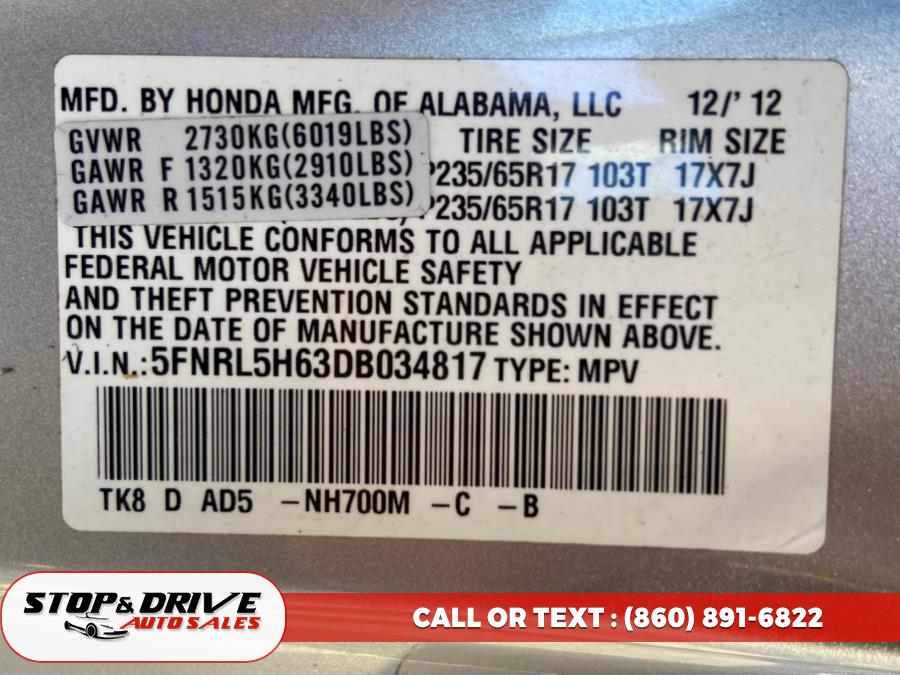 MFD. BY HONDA MFG. OF ALABAMA, LLC 12/' 12
GVWR 2730KG(6019LBS) TIRE SIZE RIM SIZE
GAWR F 1320KG(2910LBS) P235/65R17 103T 17X7J
GAWR R 1515KG(3340LBS) P235/65R17 103T 17X7J
THIS VEHICLE CONFORMS TO ALL APPLICABLE
FEDERAL MOTOR VEHICLE SAFETY
AND THEFT PREVENTION STANDARDS IN EFFECT
ON THE DATE OF MANUFACTURE SHOWN ABOVE.
V.I.N.:5FNRL5H63DB034817 TYPE: MPV
TK8 D AD5 -NH700M -C -B
STOP & DRIVE
AUTO SALES
CALL OR TEXT : (860) 891-6822